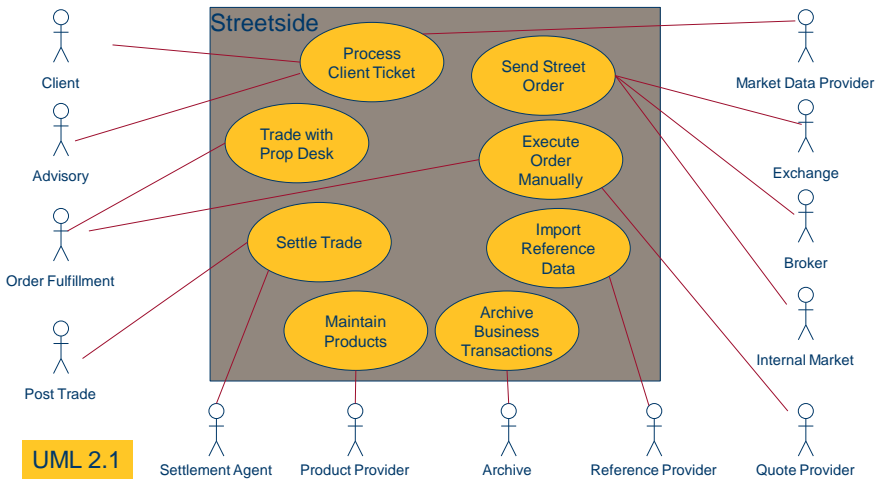 Streetside
Process
Client Ticket
Send Street
Order
Client
Market Data Provider
Trade with
Prop Desk
Execute
Order
Manually
Advisory
Exchange
Settle Trade
Import
Reference
Data
Order Fulfillment
Broker
Maintain
Products
Archive
Business
Transactions
Internal Market
Post Trade
UML 2.1
Settlement Agent
Product Provider
Archive
Reference Provider
Quote Provider